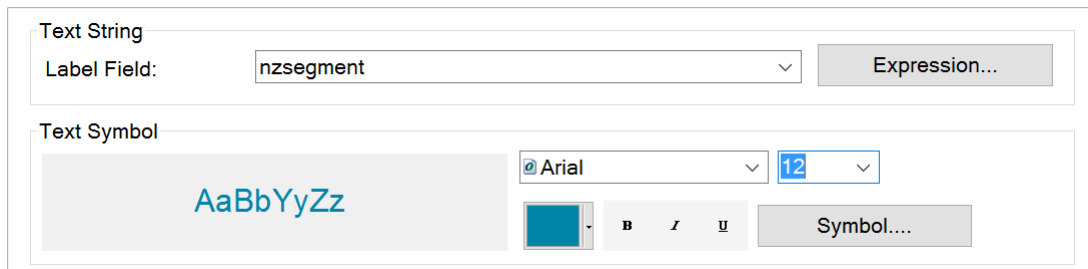 Text String
Label Field: nzsegment Expression...
Text Symbol
AaBbYyZz
Arial 12
B I U Symbol....